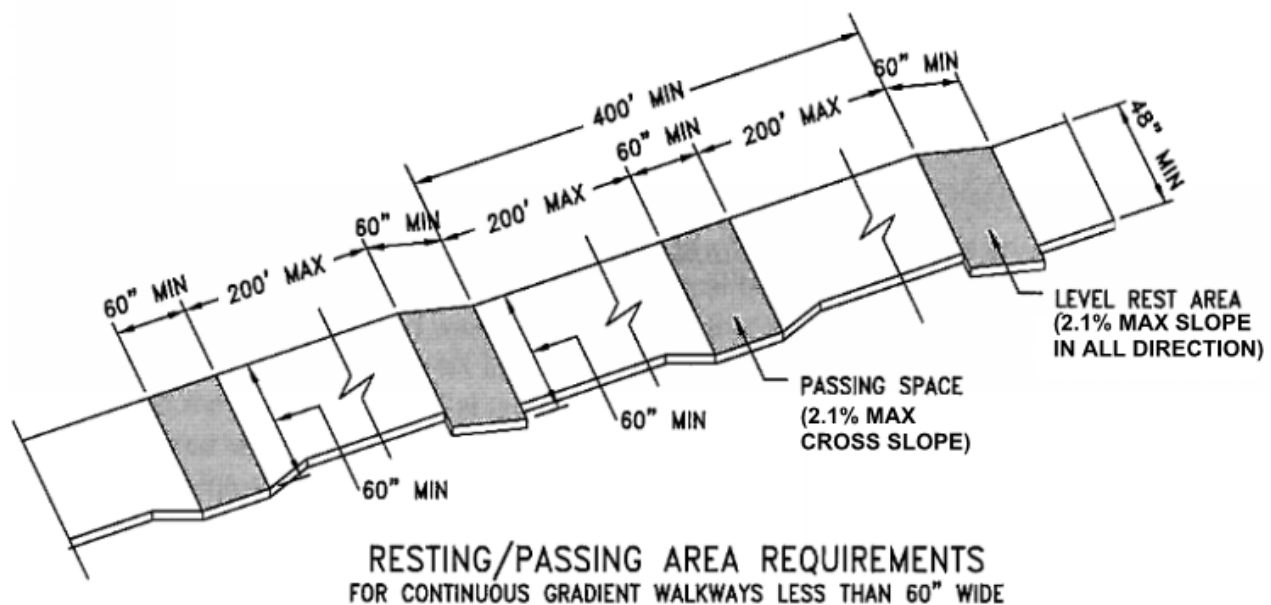 400' MIN
60" MIN
60" MIN
200' MAX
48" MIN
60" MIN
200' MAX
60" MIN
200' MAX
LEVEL REST AREA
(2.1% MAX SLOPE
IN ALL DIRECTION)
PASSING SPACE
(2.1% MAX
CROSS SLOPE)
60" MIN
60" MIN
RESTING/PASSING AREA REQUIREMENTS
FOR CONTINUOUS GRADIENT WALKWAYS LESS THAN 60" WIDE